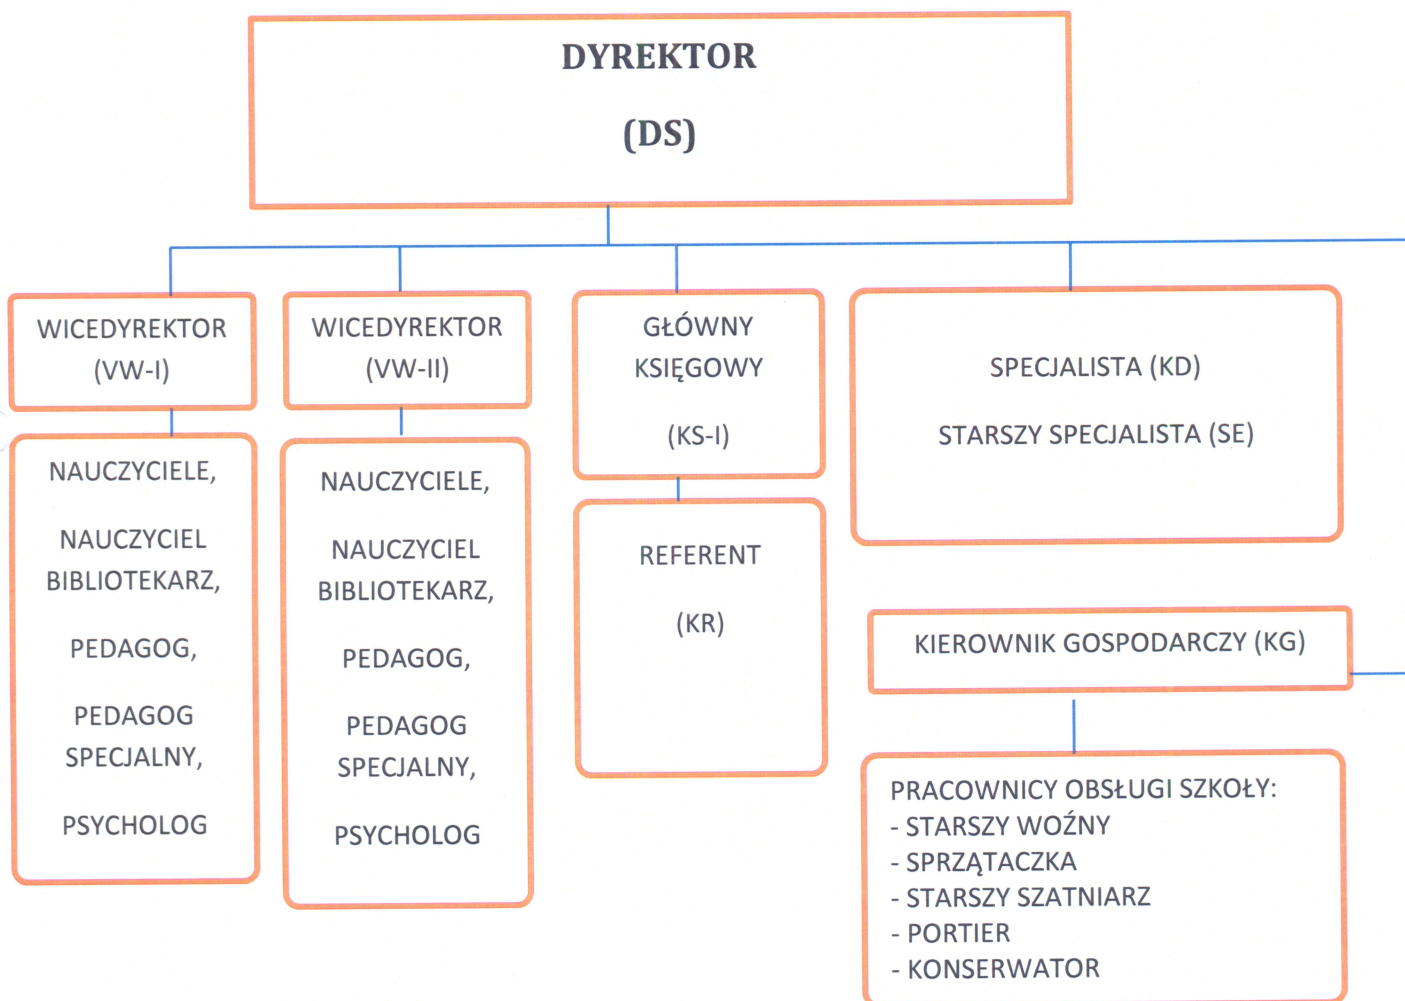 DYREKTOR
(DS)
WICEDYREKTOR
(VW-I)
WICEDYREKTOR
(VW-II)
GŁÓWNY
KSIĘGOWY
(KS-I)
SPECJALISTA (KD)
STARSZY SPECJALISTA (SE)
NAUCZYCIELE,
NAUCZYCIEL
BIBLIOTEKARZ,
PEDAGOG,
PEDAGOG
SPECJALNY,
PSYCHOLOG
NAUCZYCIELE,
NAUCZYCIEL
BIBLIOTEKARZ,
PEDAGOG,
PEDAGOG
SPECJALNY,
PSYCHOLOG
REFERENT
(KR)
KIEROWNIK GOSPODARCZY (KG)
PRACOWNICY OBSŁUGI SZKOŁY:
- STARSZY WOŹNY
- SPRZĄTACZKA
- STARSZY SZATNIARZ
- PORTIER
- KONSERWATOR